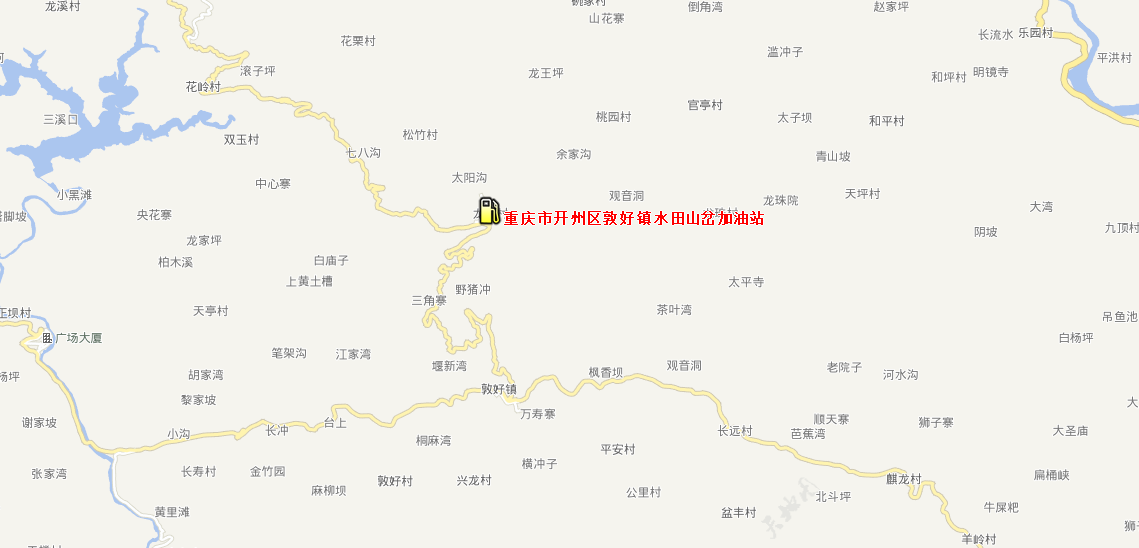 龙溪村
倒角湾
赵家坪
山花寨
花栗村
长流水
乐园村
滥冲子
平洪村
滚子坪
龙王坪
和坪村
明镜寺
花岭村
官亭村
三溪口
桃园村
太子坝
和平村
双玉村
松竹村
七八沟
余家沟
青山坡
太阳沟
中心寨
小黑滩
观音洞
龙珠院
天坪村
央花寨
大湾
重庆市开州区敦好镇水田山岔加油站
九顶村
阴坡
龙家坪
柏木溪
白庙子
上黄土槽
太平寺
野猪冲
三角寨
天亭村
茶叶湾
吊鱼池
广场大厦
白杨坪
笔架沟
江家湾
堰新湾
观音洞
老院子
枫香坝
河水沟
胡家湾
敦好镇
黎家坡
万寿寨
谢家坡
台上
顺天寨
狮子寨
小沟
长冲
长远村
芭蕉湾
大圣庙
桐麻湾
平安村
横冲子
张家湾
长寿村
金竹园
敦好村
兴龙村
麒龙村
扁桶峡
麻柳坝
公里村
北斗坪
黄里滩
盆丰村
牛屎粑
羊岭村